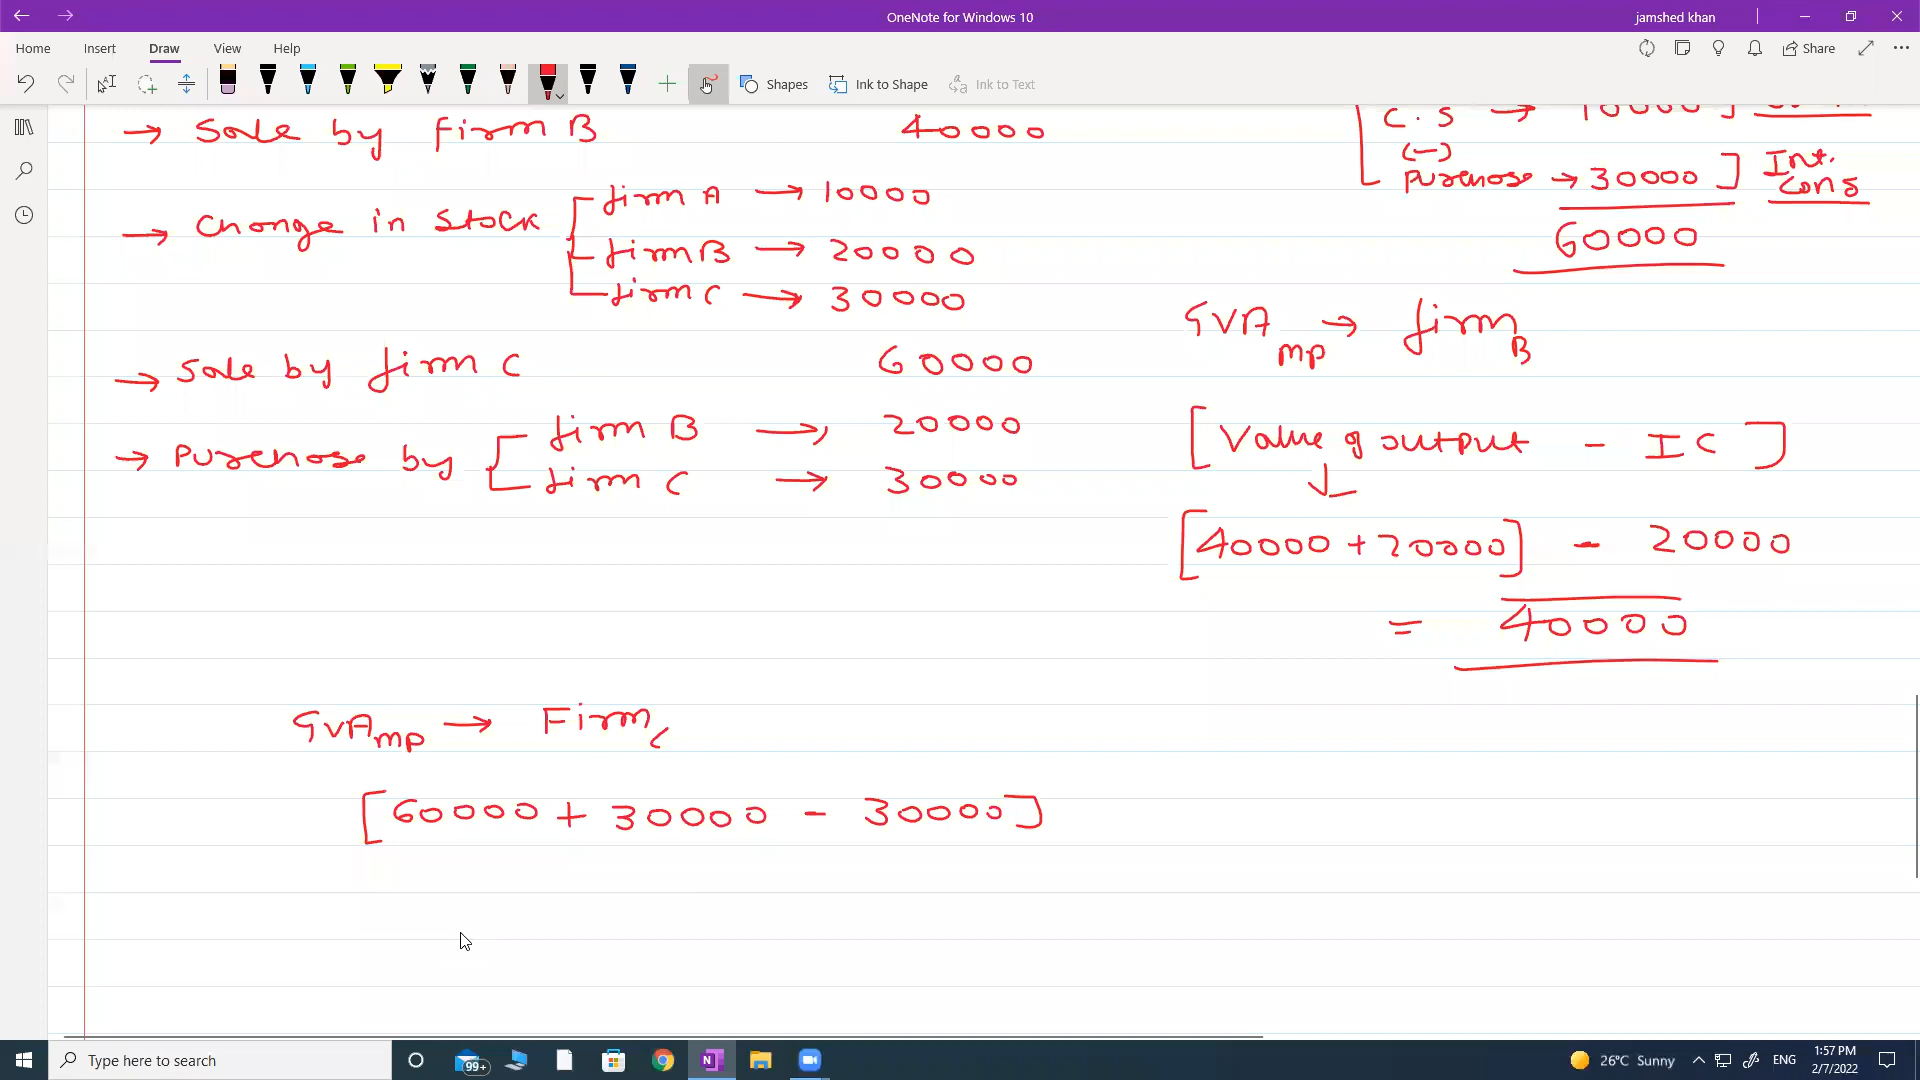 OneNote for Windows 10
jamshed khan
Home Insert Draw View Help
Share
Shapes
Ink to Shape
Ink to Text
→ Sale by firm B 40000
→ Change in Stock
firm A → 10000
firm B → 20000
firm C → 30000
→ Sale by firm C 60000
→ Purchase by
firm B → 20000
firm C → 30000
GVA mp → Firm C
[60000 + 30000 - 30000]
C.S → 10000]
(-)
Purchase → 30000] Int. Cons
60000
GVA mp → firm B
[Value of output - IC]
↓
[40000 + 20000] - 20000
= 40000
Type here to search
99+
26°C Sunny
ENG
1:57 PM
2/7/2022